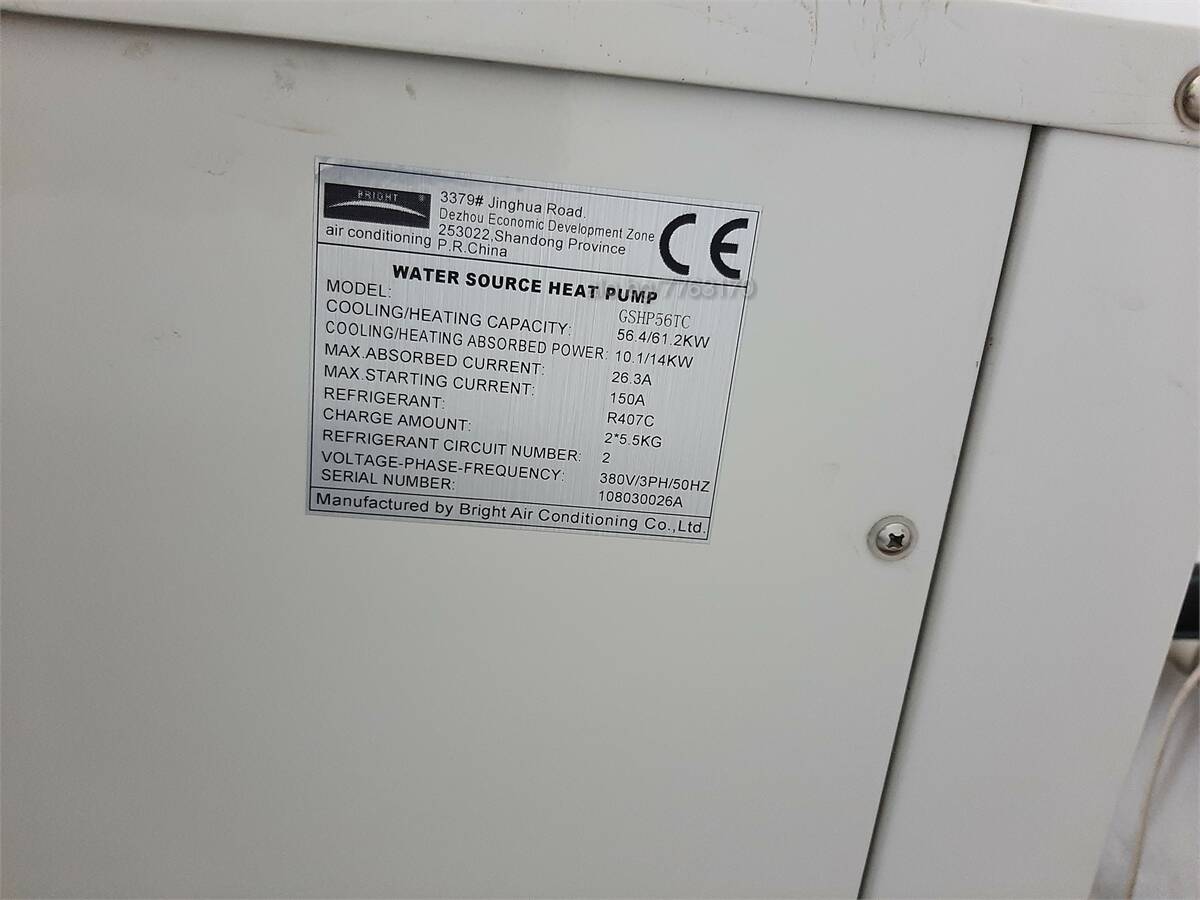 BRIGHT ®
air conditioning
3379# Jinghua Road.
Dezhou Economic Development Zone
253022,Shandong Province
P.R.China
CE
WATER SOURCE HEAT PUMP
MODEL: GSHP56TC
COOLING/HEATING CAPACITY: 56.4/61.2KW
COOLING/HEATING ABSORBED POWER: 10.1/14KW
MAX.ABSORBED CURRENT: 26.3A
MAX.STARTING CURRENT: 150A
REFRIGERANT: R407C
CHARGE AMOUNT: 2*5.5KG
REFRIGERANT CIRCUIT NUMBER: 2
VOLTAGE-PHASE-FREQUENCY: 380V/3PH/50HZ
SERIAL NUMBER: 108030026A
Manufactured by Bright Air Conditioning Co.,Ltd.